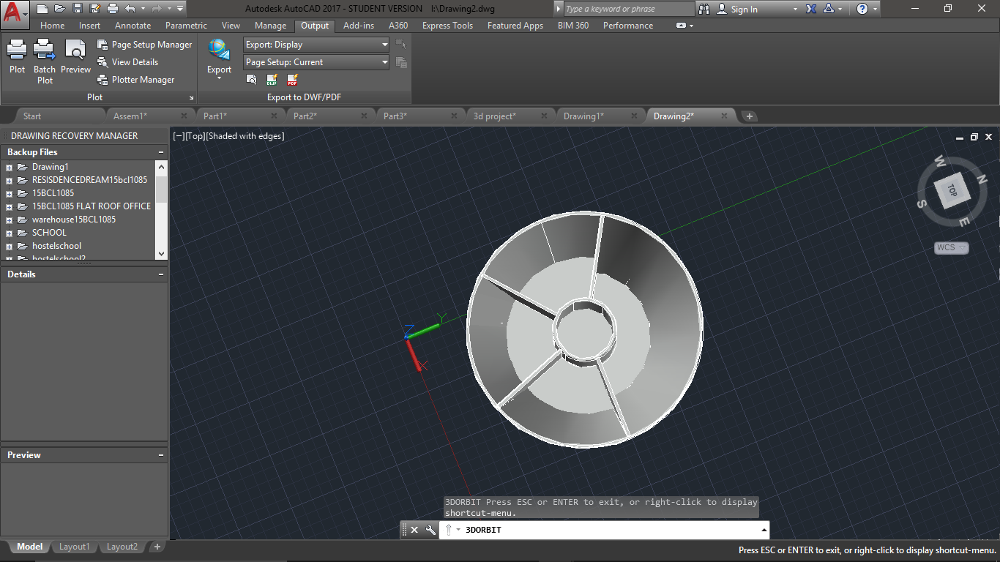 Autodesk AutoCAD 2017 - STUDENT VERSION I:\Drawing2.dwg
Type a keyword or phrase
Sign In
Home Insert Annotate Parametric View Manage Output Add-ins A360 Express Tools Featured Apps BIM 360 Performance
Plot
Batch Plot
Preview
Page Setup Manager
View Details
Plotter Manager
Plot
Export
Export: Display
Page Setup: Current
DWF PDF
Export to DWF/PDF
Start Assem1* Part1* Part2* Part3* 3d project* Drawing1* Drawing2*
DRAWING RECOVERY MANAGER
Backup Files
Drawing1
RESISDENCEDREAM15bcl1085
15BCL1085
15BCL1085 FLAT ROOF OFFICE
warehouse15BCL1085
SCHOOL
hostelschool
hostelschool2
Details
Preview
[−][Top][Shaded with edges]
W
N
TOP
S
E
WCS
Z
Y
X
3DORBIT Press ESC or ENTER to exit, or right-click to display
shortcut-menu.
3DORBIT
Model Layout1 Layout2
Press ESC or ENTER to exit, or right-click to display shortcut-menu.